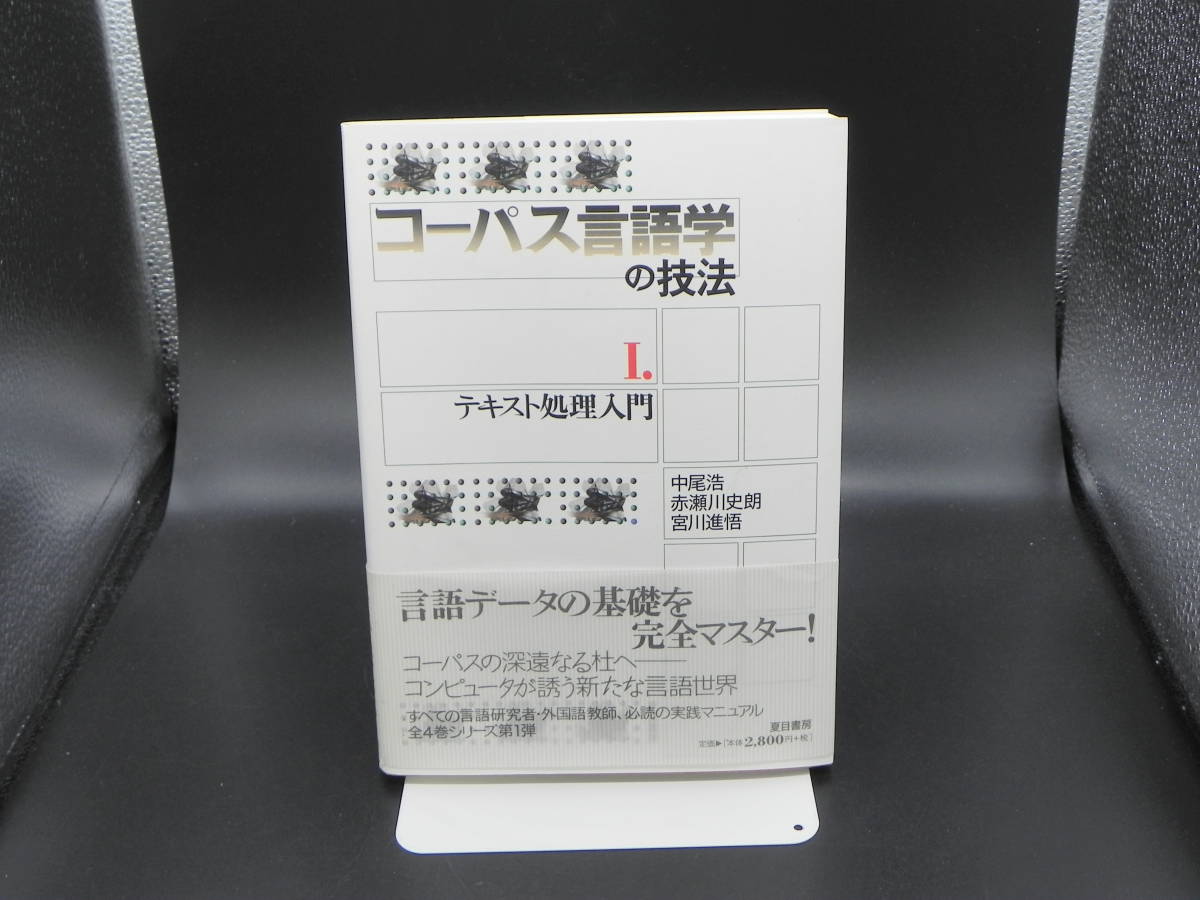 コーパス言語学
の技法
I.
テキスト処理入門
中尾浩
赤瀬川史朗
宮川進悟
言語データの基礎を
完全マスター!
コーパスの深遠なる杜へ――
コンピュータが誘う新たな言語世界
すべての言語研究者・外国語教師、必読の実践マニュアル
全4巻シリーズ第1弾
夏目書房
定価▶[本体2,800円+税]